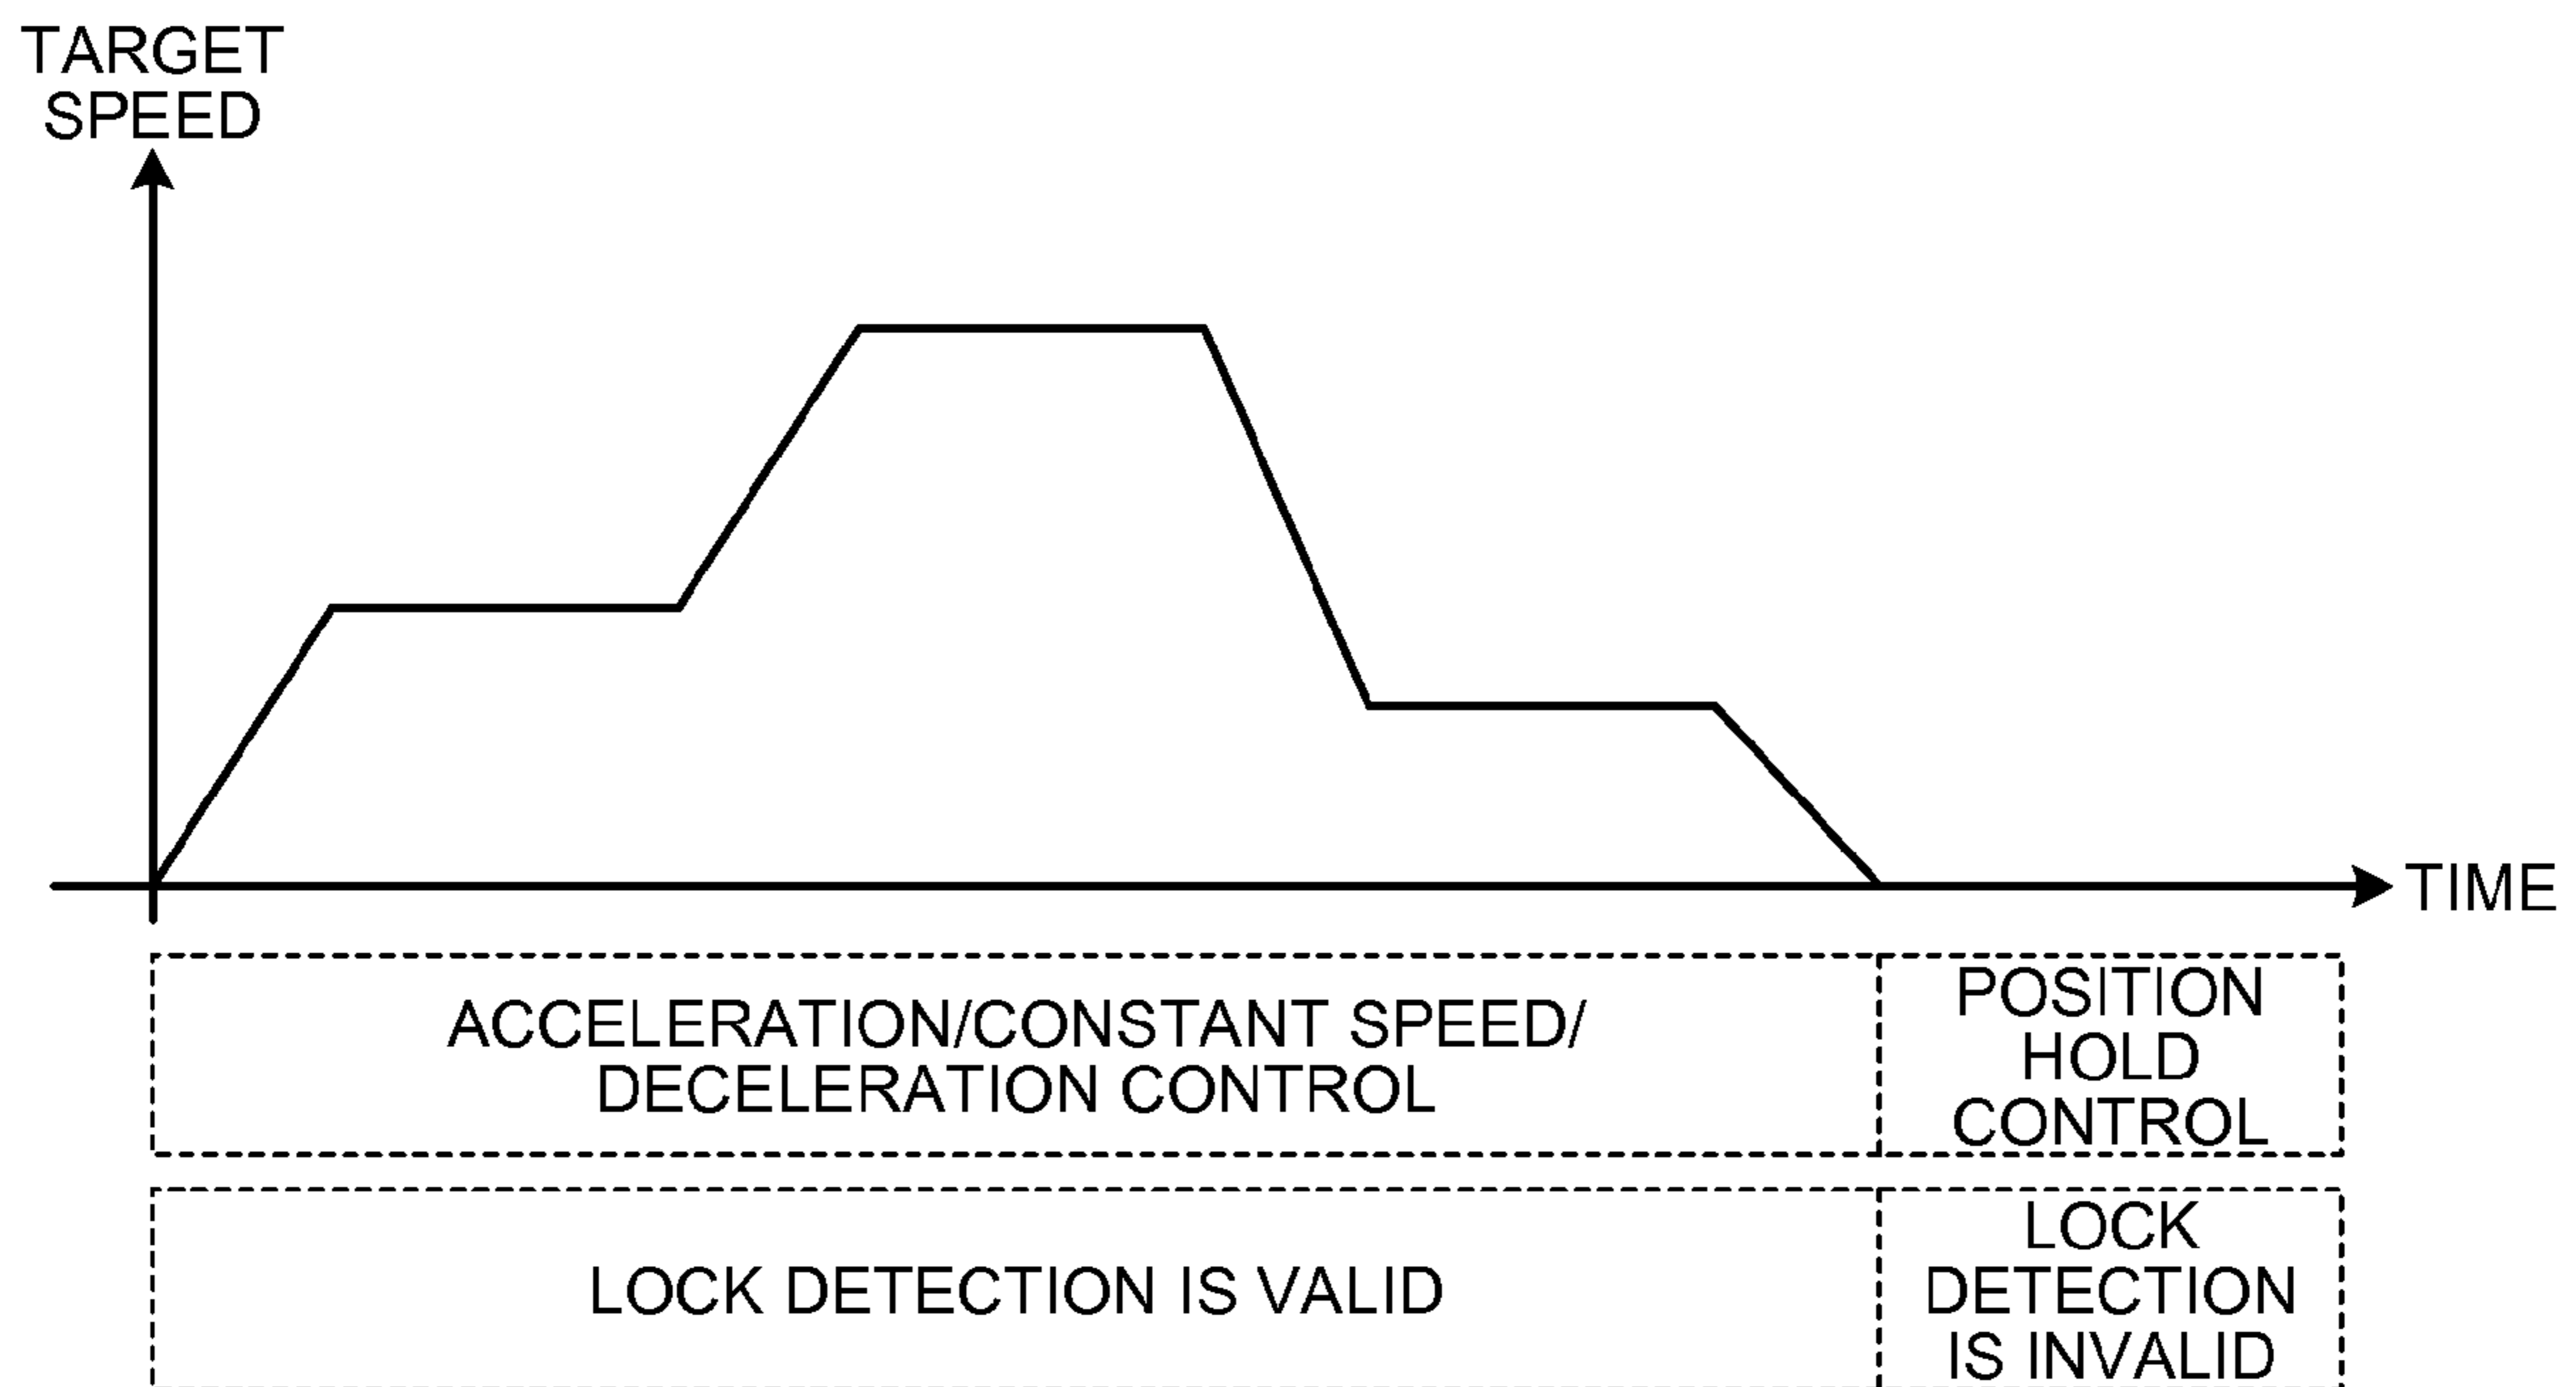 TARGET
SPEED
TIME
ACCELERATION/CONSTANT SPEED/
DECELERATION CONTROL
POSITION
HOLD
CONTROL
LOCK DETECTION IS VALID
LOCK
DETECTION
IS INVALID